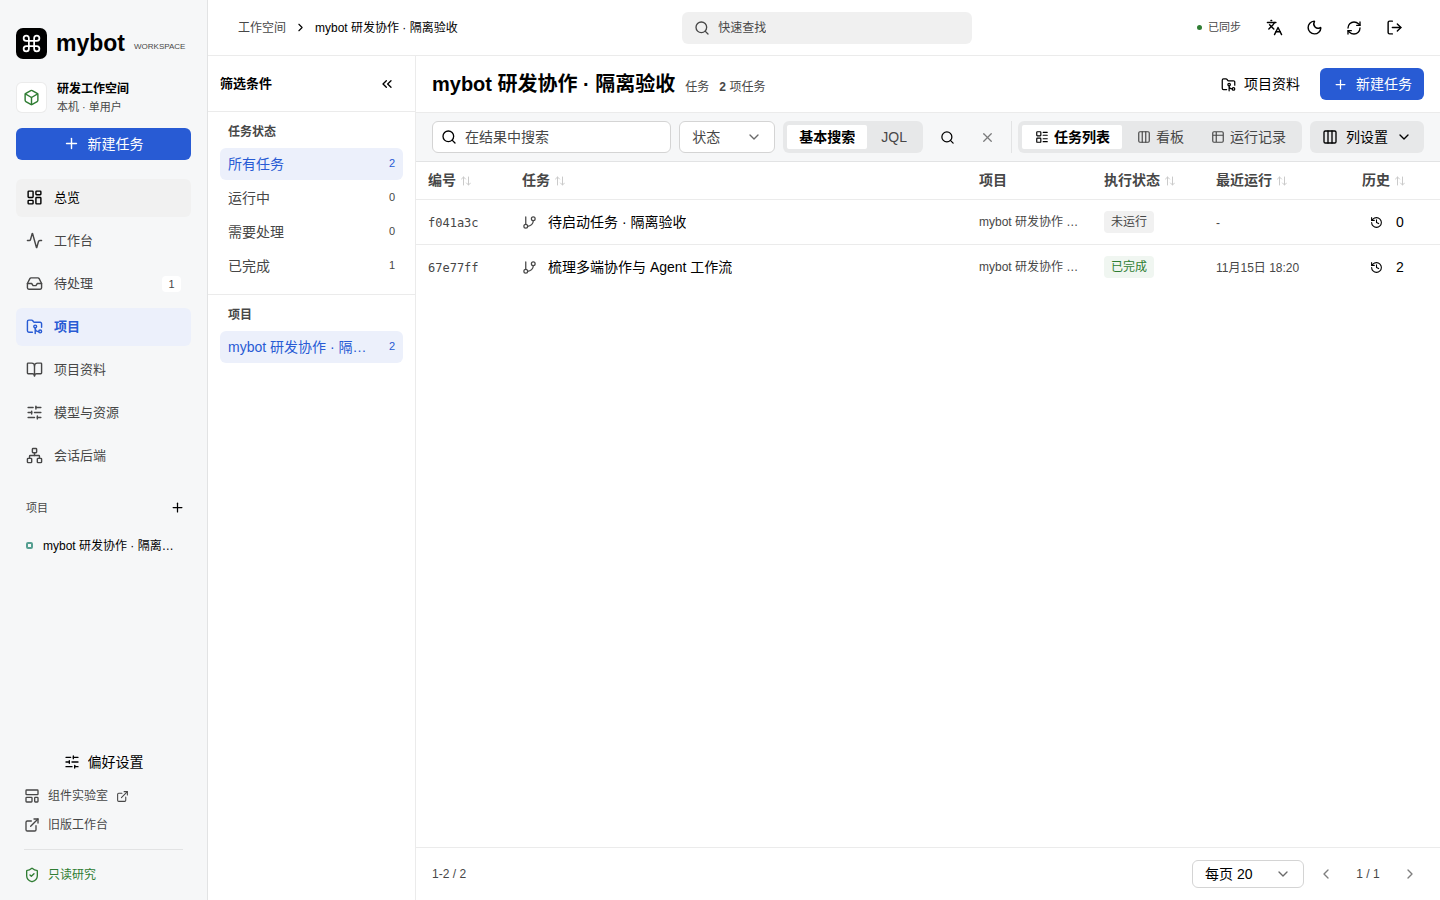 mybot WORKSPACE
研发工作空间
本机 · 单用户
新建任务
总览
工作台
待处理 1
项目
项目资料
模型与资源
会话后端
项目
mybot 研发协作 · 隔离…
偏好设置
组件实验室
旧版工作台
只读研究
工作空间 mybot 研发协作 · 隔离验收
快速查找
已同步
筛选条件
任务状态
所有任务 2
运行中 0
需要处理 0
已完成 1
项目
mybot 研发协作 · 隔… 2
mybot 研发协作 · 隔离验收 任务 2 项任务
项目资料 新建任务
在结果中搜索 状态 基本搜索 JQL 任务列表 看板 运行记录 列设置
编号 任务 项目 执行状态 最近运行 历史
f041a3c 待启动任务 · 隔离验收 mybot 研发协作 … 未运行 - 0
67e77ff 梳理多端协作与 Agent 工作流 mybot 研发协作 … 已完成 11月15日 18:20 2
1-2 / 2 每页 20 1 / 1